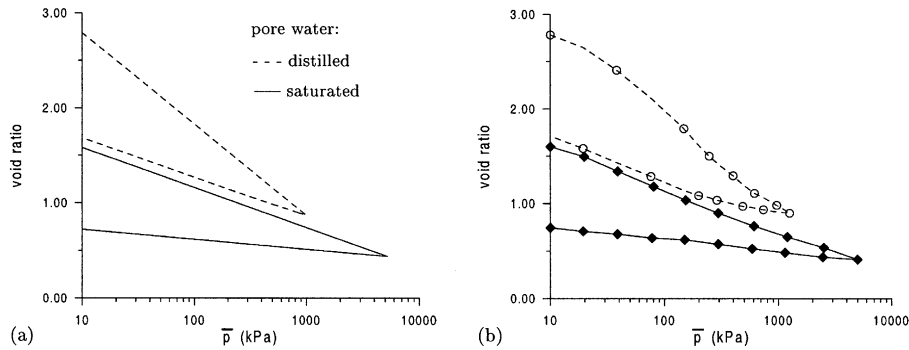 3.00
2.00
1.00
0.00
void ratio
pore water:
distilled
saturated
10
100
1000
10000
p̅ (kPa)
(a)
3.00
2.00
1.00
0.00
void ratio
10
100
1000
10000
p̅ (kPa)
(b)